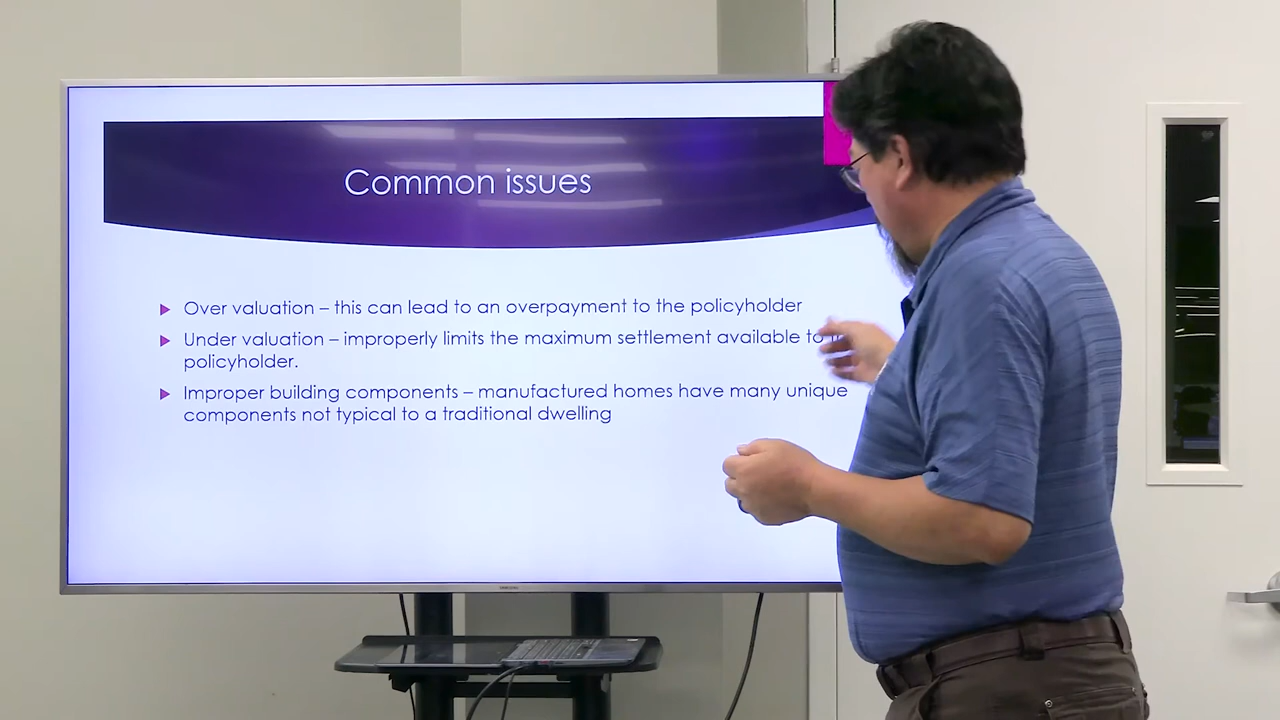 Common issues
Over valuation – this can lead to an overpayment to the policyholder
Under valuation – improperly limits the maximum settlement available to
policyholder.
Improper building components – manufactured homes have many unique
components not typical to a traditional dwelling